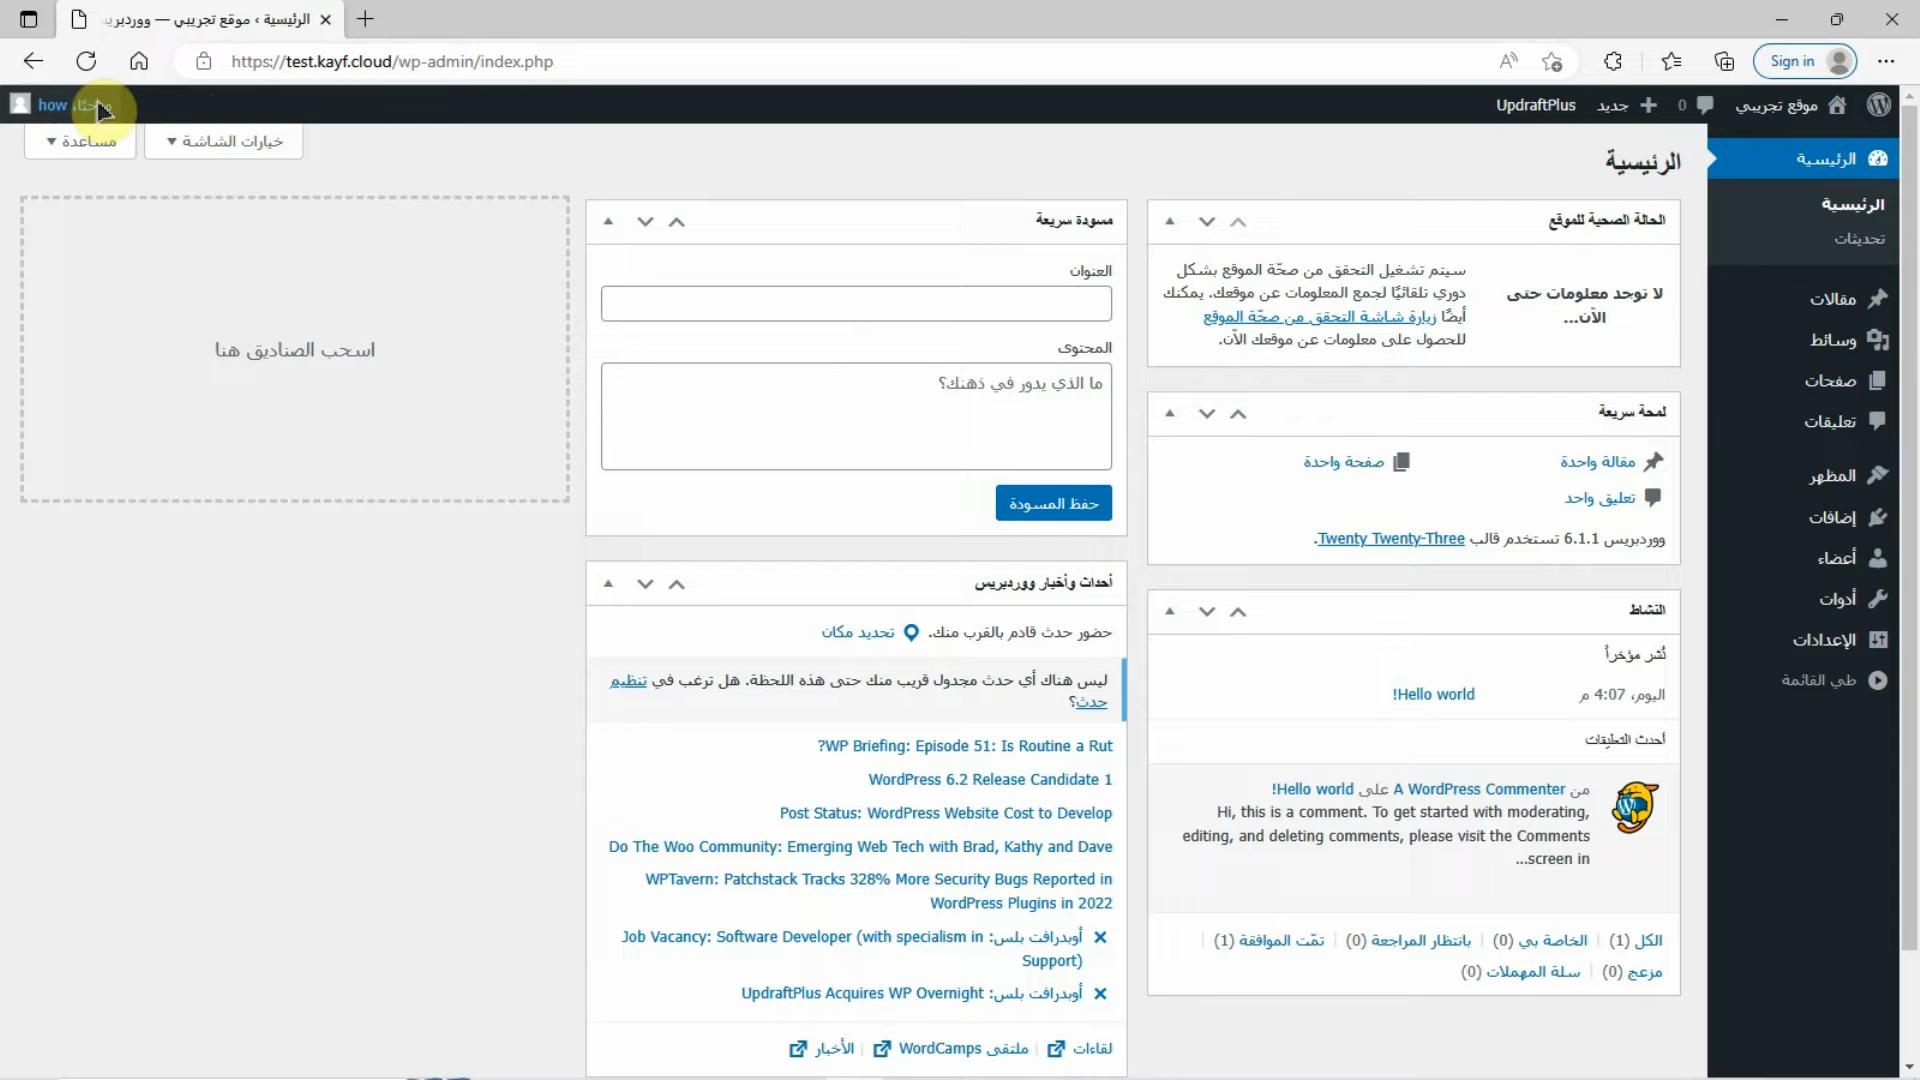 الرئيسية ‹ موقع تجريبي — ووردبريد
https://test.kayf.cloud/wp-admin/index.php
Sign in
موقع تجريبي
0
جديد
UpdraftPlus
how
خيارات الشاشة
مساعدة
الرئيسية
الرئيسية
الرئيسية
تحديثات
مقالات
وسائط
صفحات
تعليقات
المظهر
إضافات
أعضاء
أدوات
الإعدادات
طي القائمة
الحالة الصحية للموقع
لا توجد معلومات حتى
الآن...
سيتم تشغيل التحقق من صحّة الموقع بشكل
دوري تلقائيًا لجمع المعلومات عن موقعك. يمكنك
أيضًا زيارة شاشة التحقق من صحّة الموقع
للحصول على معلومات عن موقعك الآن.
لمحة سريعة
مقالة واحدة
صفحة واحدة
تعليق واحد
ووردبريس 6.1.1 تستخدم قالب Twenty Twenty-Three.
النشاط
نُشر مؤخراً
اليوم، 4:07 م
Hello world!
أحدث التعليقات
من A WordPress Commenter على Hello world!
Hi, this is a comment. To get started with moderating,
editing, and deleting comments, please visit the Comments
screen in...
الكل (1) | الخاصة بي (0) | بانتظار المراجعة (0) | تمّت الموافقة (1) |
مزعج (0) | سلة المهملات (0)
مسودة سريعة
العنوان
المحتوى
ما الذي يدور في ذهنك؟
حفظ المسودة
أحداث وأخبار ووردبريس
حضور حدث قادم بالقرب منك. تحديد مكان
ليس هناك أي حدث مجدول قريب منك حتى هذه اللحظة. هل ترغب في تنظيم
حدث؟
WP Briefing: Episode 51: Is Routine a Rut?
WordPress 6.2 Release Candidate 1
Post Status: WordPress Website Cost to Develop
Do The Woo Community: Emerging Web Tech with Brad, Kathy and Dave
WPTavern: Patchstack Tracks 328% More Security Bugs Reported in
WordPress Plugins in 2022
أوبدرافت بلس: Job Vacancy: Software Developer (with specialism in
Support)
أوبدرافت بلس: UpdraftPlus Acquires WP Overnight
لقاءات | ملتقى WordCamps | الأخبار
اسحب الصناديق هنا